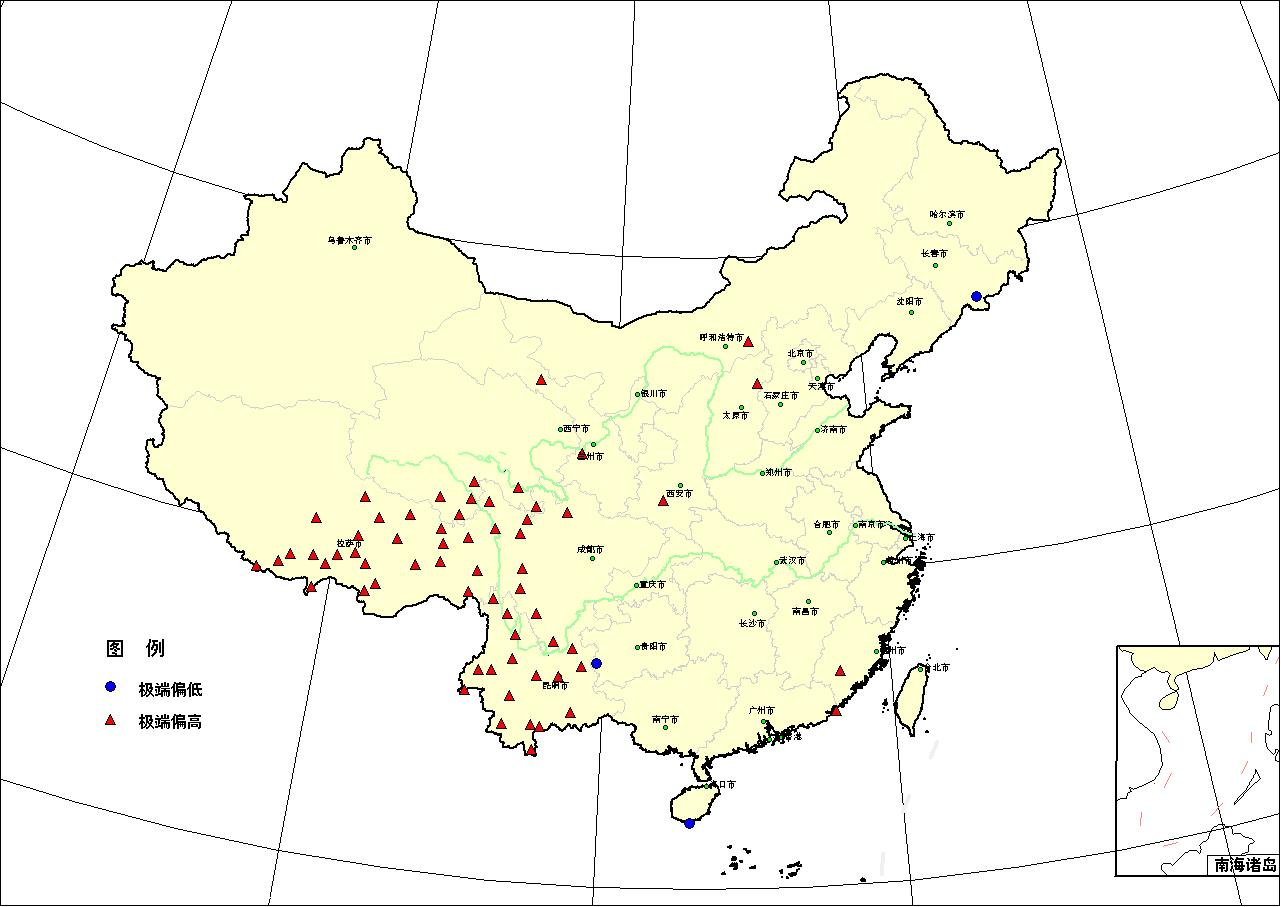 哈尔滨市
乌鲁木齐市
长春市
沈阳市
呼和浩特市
北京市
天津市
银川市
石家庄市
太原市
西宁市
济南市
兰州市
郑州市
西安市
合肥市
南京市
上海市
拉萨市
成都市
武汉市
杭州市
重庆市
南昌市
长沙市
贵阳市
福州市
台北市
昆明市
广州市
南宁市
香港
海口市
图 例
极端偏低
极端偏高
南海诸岛